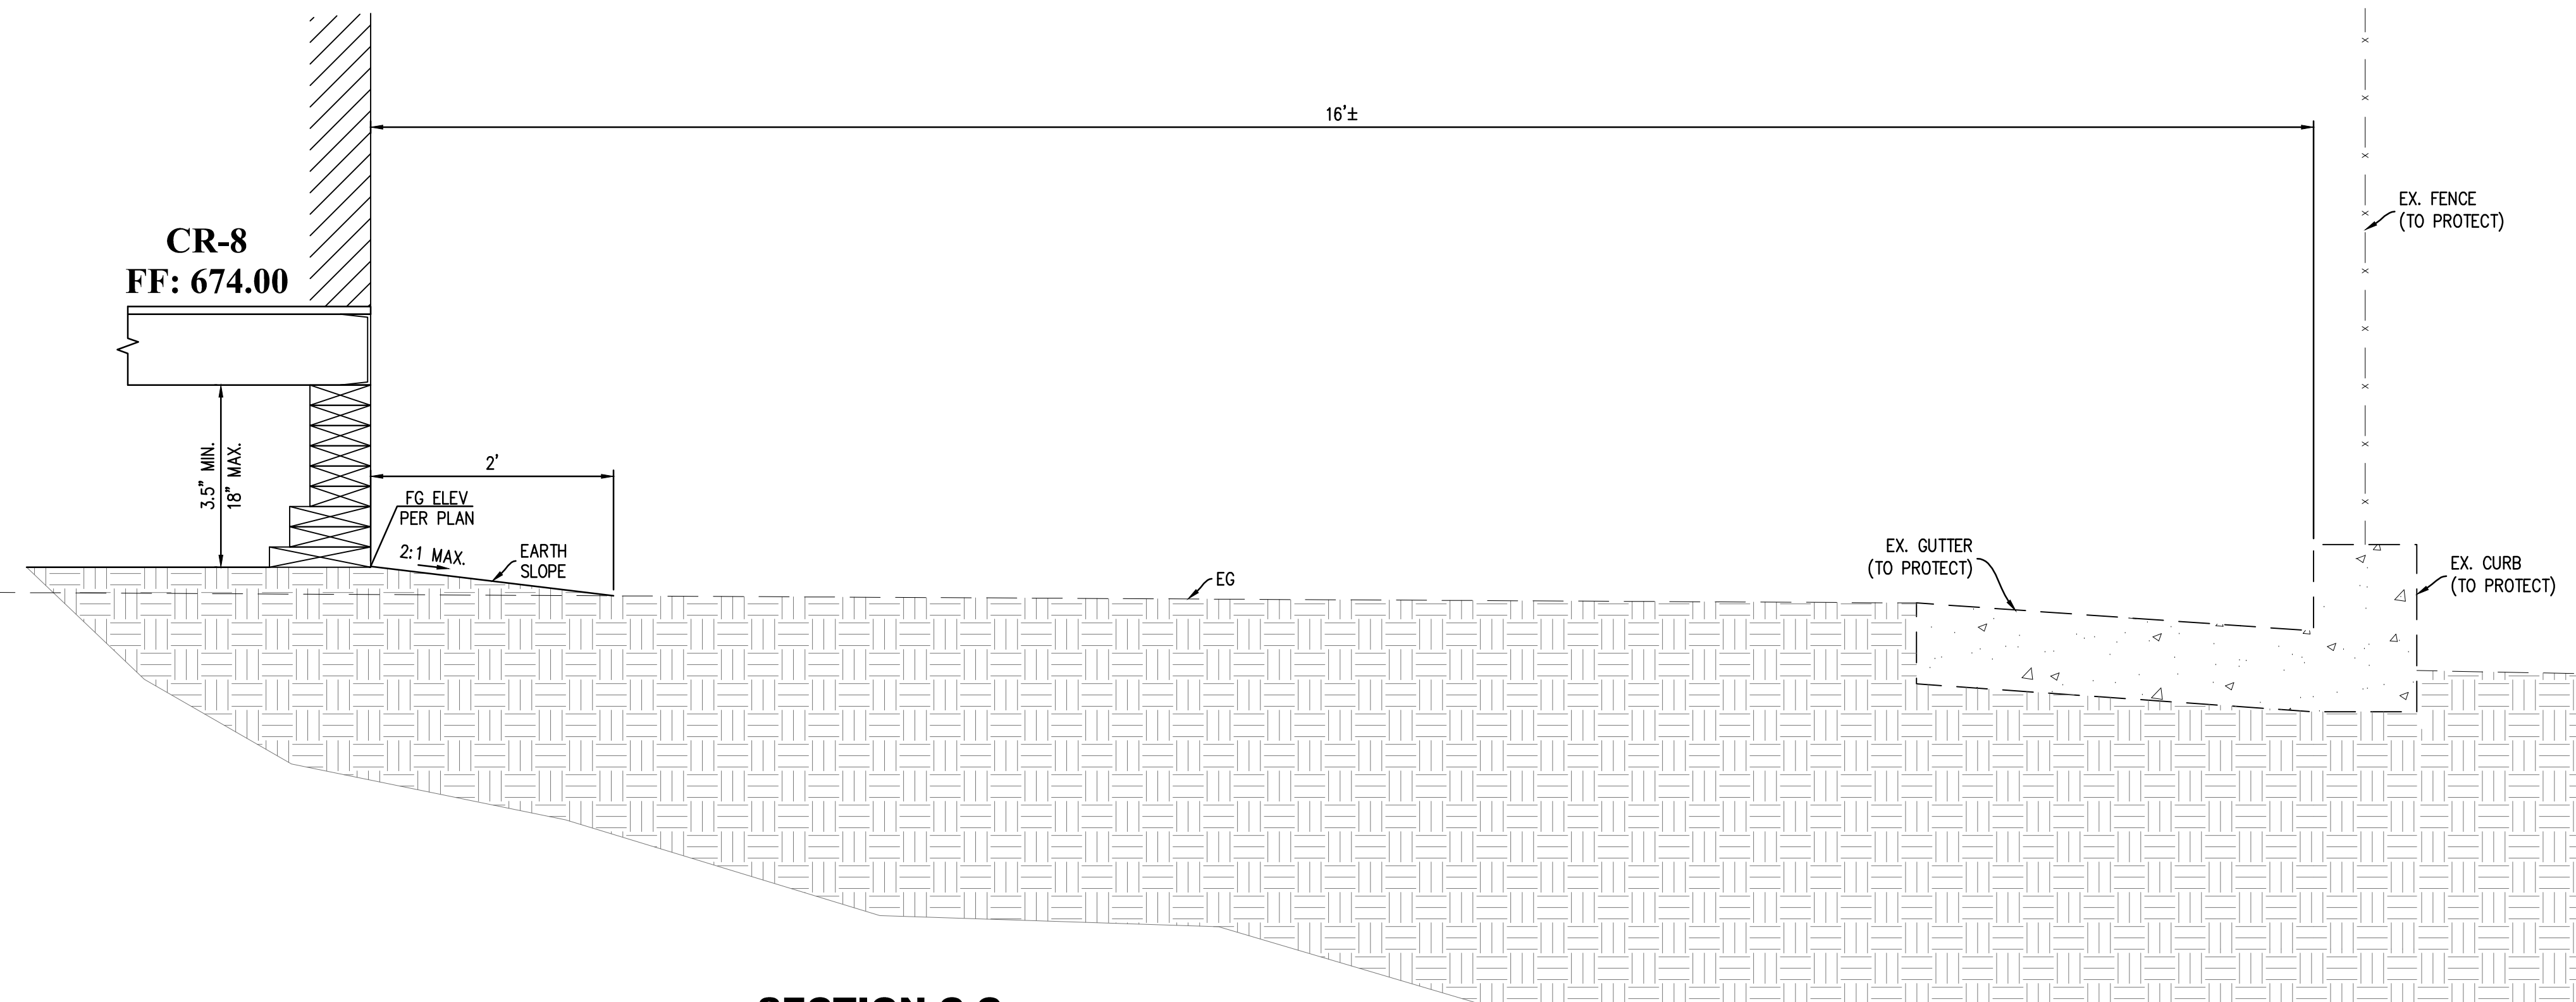 16'±
EX. FENCE
(TO PROTECT)
CR-8
FF: 674.00
3.5" MIN.
18" MAX.
2'
FG ELEV
PER PLAN
2:1 MAX.
EARTH
SLOPE
EG
EX. GUTTER
(TO PROTECT)
EX. CURB
(TO PROTECT)
SECTION